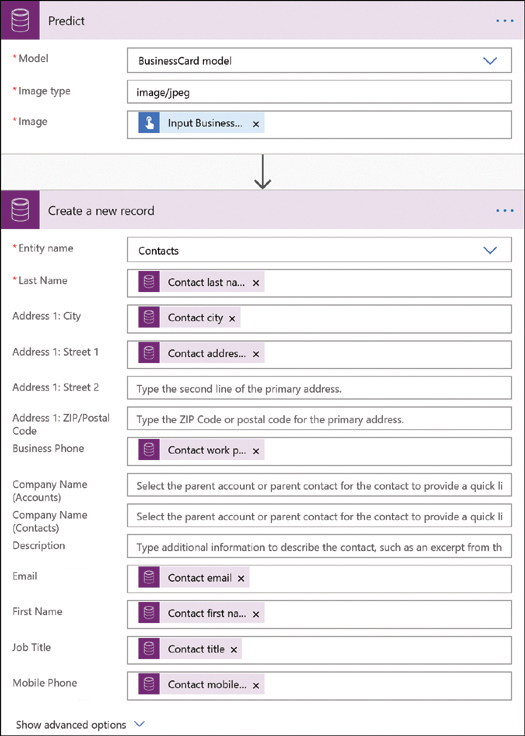 Predict
* Model
BusinessCard model
* Image type
image/jpeg
* Image
Input Business... ×
Create a new record
* Entity name
Contacts
* Last Name
Contact last na... ×
Address 1: City
Contact city ×
Address 1: Street 1
Contact addres... ×
Address 1: Street 2
Type the second line of the primary address.
Address 1: ZIP/Postal
Code
Type the ZIP Code or postal code for the primary address.
Business Phone
Contact work p... ×
Company Name
(Accounts)
Select the parent account or parent contact for the contact to provide a quick li
Company Name
(Contacts)
Select the parent account or parent contact for the contact to provide a quick li
Description
Type additional information to describe the contact, such as an excerpt from th
Email
Contact email ×
First Name
Contact first na... ×
Job Title
Contact title ×
Mobile Phone
Contact mobile... ×
Show advanced options